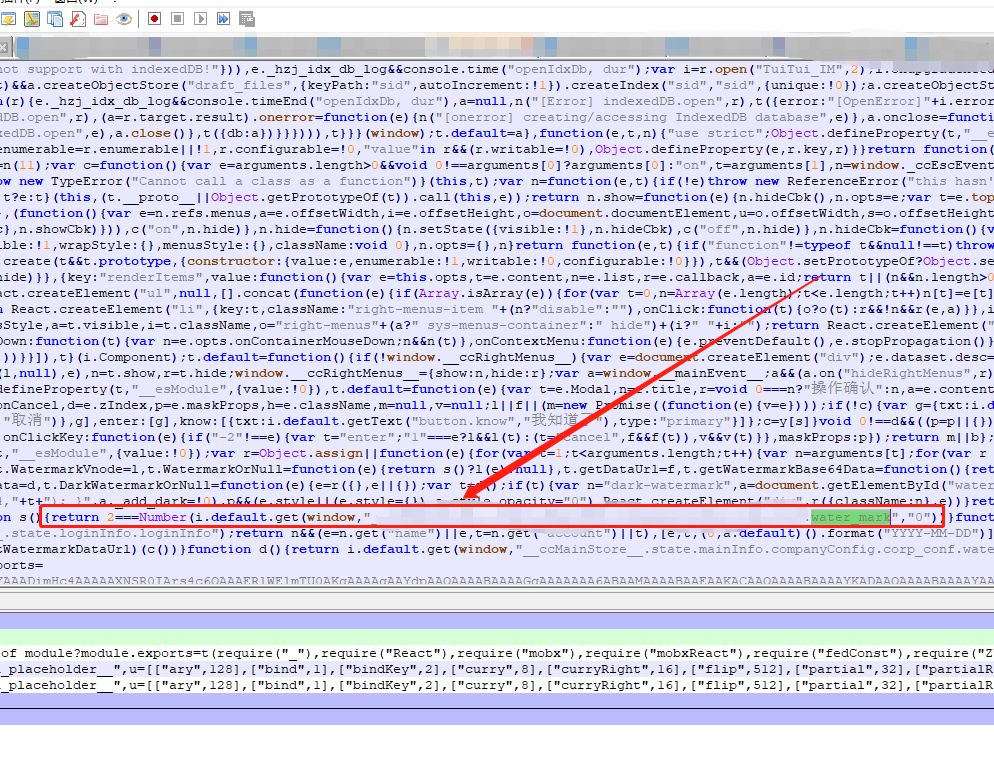 not support with indexedDB!"})),e._hzj_idx_db_log&&console.time("openIdxDb, dur");var i=r.open("TuiTui_IM",2);
t)&&a.createObjectStore("draft_files",{keyPath:"sid",autoIncrement:!1}).createIndex("sid","sid",{unique:!0});a.createObjectSto
n(r){e._hzj_idx_db_log&&console.timeEnd("openIdxDb, dur"),a=null,n("[Error] indexedDB.open",r),t({error:"[OpenError]"+i.error
DB.open",r),(a=r.target.result).onerror=function(e){n("[onerror] creating/accessing IndexedDB database",e)},a.onclose=functi
xedDB.open",e),a.close()},t({db:a})}})})),t}}(window);t.default=a},function(e,t,n){"use strict";Object.defineProperty(t,"__e
enumerable=r.enumerable||!1,r.configurable=!0,"value"in r&&(r.writable=!0),Object.defineProperty(e,r.key,r)}}return function(
=n(11);var c=function(){var e=arguments.length>0&&void 0!==arguments[0]?arguments[0]:"on",t=arguments[1],n=window._ccEscEvent
ow new TypeError("Cannot call a class as a function")}(this,t);var n=function(e,t){if(!e)throw new ReferenceError("this hasn'
t?e:t}(this,(t.__proto__||Object.getPrototypeOf(t)).call(this,e));return n.show=function(e){n.hideCbk(),n.opts=e;var t=e.top
,(function(){var e=n.refs.menus,a=e.offsetWidth,i=e.offsetHeight,o=document.documentElement,u=o.offsetWidth,s=o.offsetHeight
c},n.showCbk)})),c("on",n.hide)},n.hide=function(){n.setState({visible:!1},n.hideCbk),c("off",n.hide)},n.hideCbk=function(){v
ible:!1,wrapStyle:{},menusStyle:{},className:void 0},n.opts={},n}return function(e,t){if("function"!=typeof t&&null!==t)throw
.create(t&&t.prototype,{constructor:{value:e,enumerable:!1,writable:!0,configurable:!0}}),t&&(Object.setPrototypeOf?Object.se
hide)}},{key:"renderItems",value:function(){var e=this.opts,t=e.content,n=e.list,r=e.callback,a=e.id;return t||(n&&n.length>0
act.createElement("ul",null,[].concat(function(e){if(Array.isArray(e)){for(var t=0,n=Array(e.length);t<e.length;t++)n[t]=e[t]
n React.createElement("li",{key:t,className:"right-menus-item "+(n?"disable":""),onClick:function(t){o?o(t):r&&!n&&r(e,a)}},i
sStyle,a=t.visible,i=t.className,o="right-menus"+(a?" sys-menus-container":" hide")+(i?" "+i:"");return React.createElement("
Down:function(t){var n=e.opts.onContainerMouseDown;n&&n(t)},onContextMenu:function(e){e.preventDefault(),e.stopPropagation()}
))}}]),t}(i.Component);t.default=function(){if(!window.__ccRightMenus__){var e=document.createElement("div");e.dataset.desc=
(l,null),e),n=t.show,r=t.hide;window.__ccRightMenus__={show:n,hide:r};var a=window.__mainEvent__;a&&(a.on("hideRightMenus",r)
defineProperty(t,"__esModule",{value:!0}),t.default=function(e){var t=e.Modal,n=e.title,r=void 0===n?"操作确认":n,a=e.content
onCancel,d=e.zIndex,p=e.maskProps,h=e.className,m=null,v=null;l||f||(m=new Promise((function(e){v=e})));if(!c){var g={txt:i.d
"取消")},g],enter:[g],know:[{txt:i.default.getText("button.know","我知道了"),type:"primary"}]};c=y[s]}void 0!==d&&((p=p||{})
.onClickKey:function(e){if("-2"!==e){var t="enter";"1"===e?l&&l(t):(t="cancel",f&&f(t)),v&&v(t)}},maskProps:p});return m||b};
t,"__esModule",{value:!0});var r=Object.assign||function(e){for(var t=1;t<arguments.length;t++){var n=arguments[t];for(var r
t.WatermarkVnode=l,t.WatermarkOrNull=function(e){return s()?l(e):null},t.getDataUrl=f,t.getWatermarkBase64Data=function(){ret
ata=d,t.DarkWatermarkOrNull=function(e){e=r({},e||{});var t=p();if(t){var n="dark-watermark",a=document.getElementById("water
on s(){return 2===Number(i.default.get(window,"_ .water_mark","0"))}funct
_.state.loginInfo.loginInfo");return n&&(e=n.get("name")||e,t=n.get("account")||t),[e,t,(0,a.default)().format("YYYY-MM-DD")]
tWatermarkDataUrl)(c())}function d(){return i.default.get(window,"__ccMainStore__.state.mainInfo.companyConfig.corp_conf.wate
ports=
of module?module.exports=t(require("_"),require("React"),require("mobx"),require("mobxReact"),require("fedConst"),require("Z
_placeholder__",u=[["ary",128],["bind",1],["bindKey",2],["curry",8],["curryRight",16],["flip",512],["partial",32],["partialR
_placeholder__",u=[["ary",128],["bind",1],["bindKey",2],["curry",8],["curryRight",16],["flip",512],["partial",32],["partialR